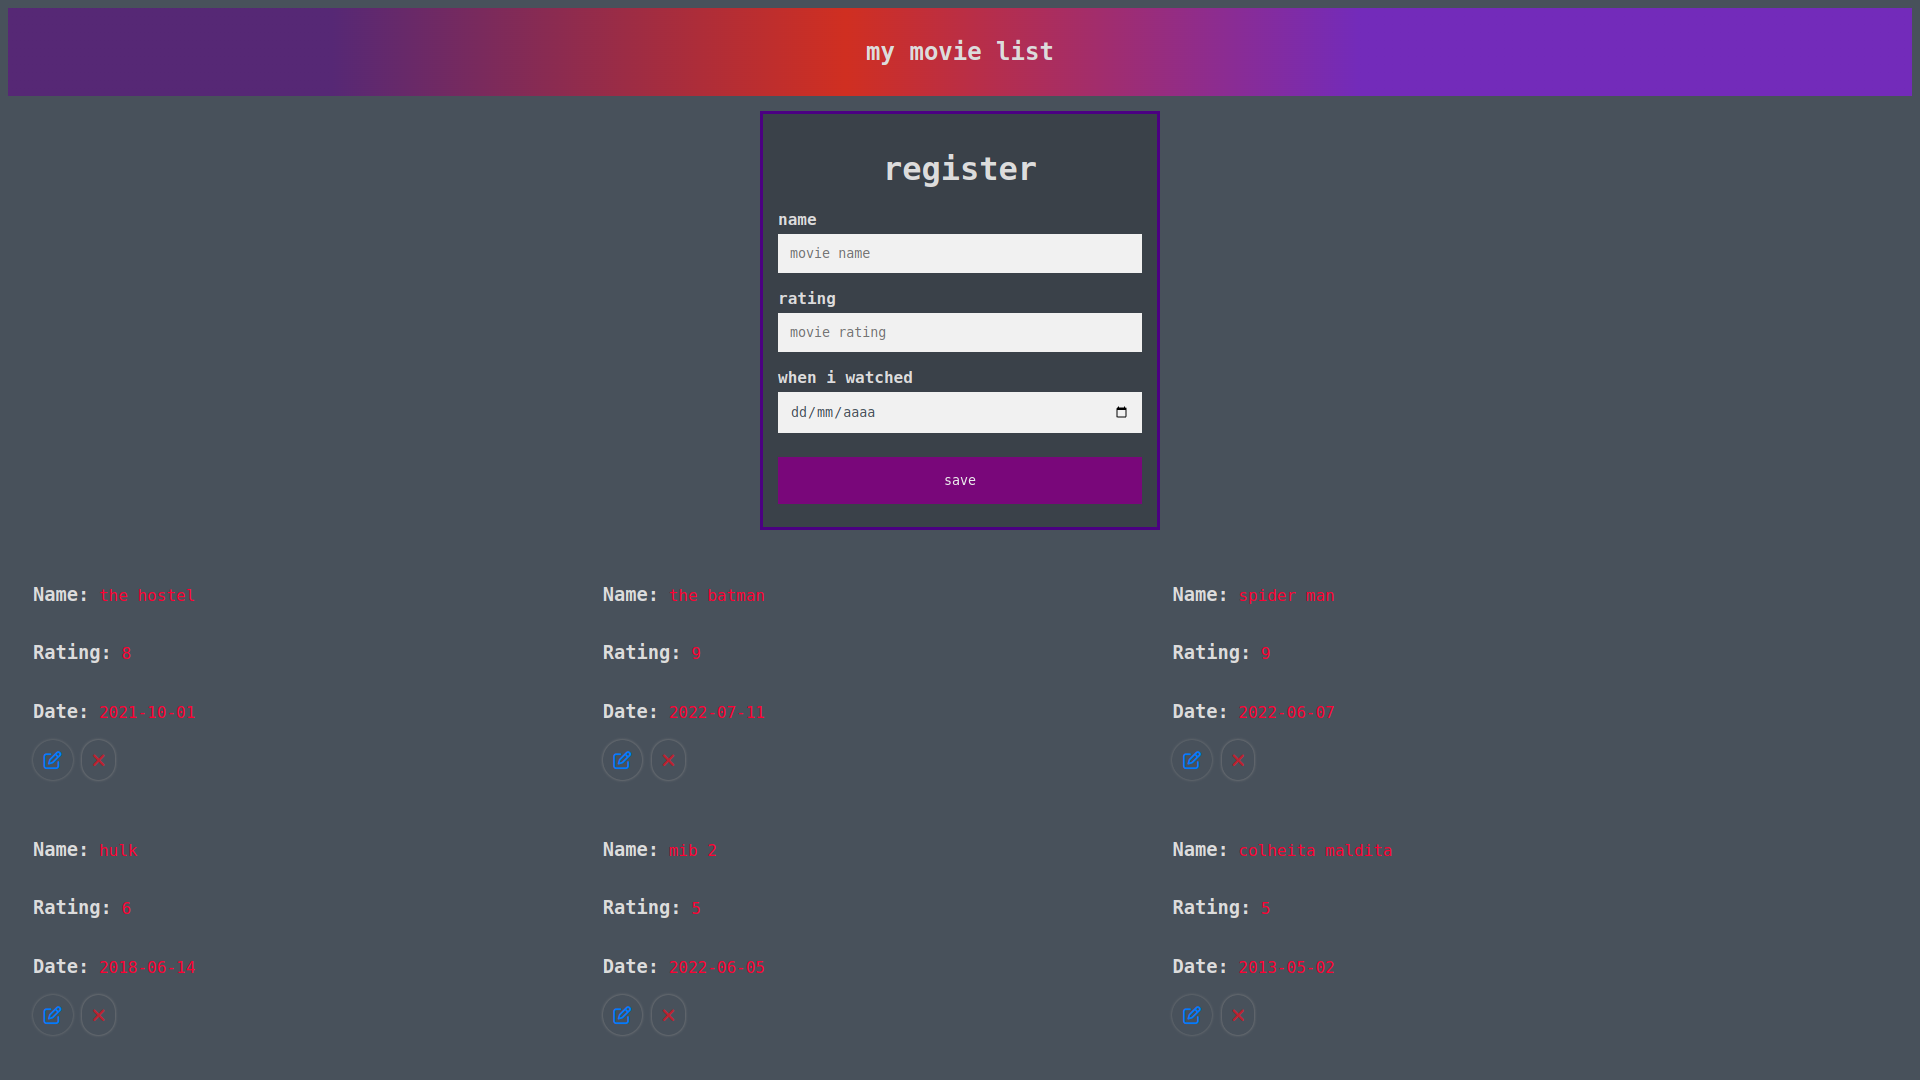 my movie list
register
name
movie name
rating
movie rating
when i watched
dd/mm/aaaa
save
Name: the hostel
Rating: 8
Date: 2021-10-01
Name: the batman
Rating: 9
Date: 2022-07-11
Name: spider man
Rating: 9
Date: 2022-06-07
Name: hulk
Rating: 6
Date: 2018-06-14
Name: mib 2
Rating: 5
Date: 2022-06-05
Name: colheita maldita
Rating: 5
Date: 2013-05-02